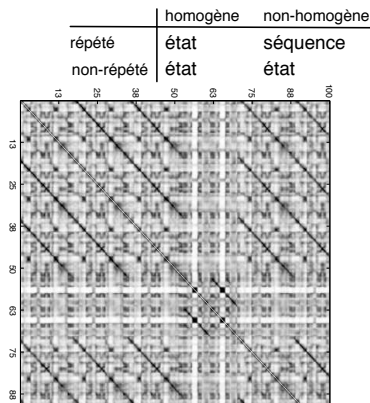 homogène non-homogène
répété état séquence
non-répété état état
13 25 38 50 63 75 88 100
13
25
38
50
63
75
88